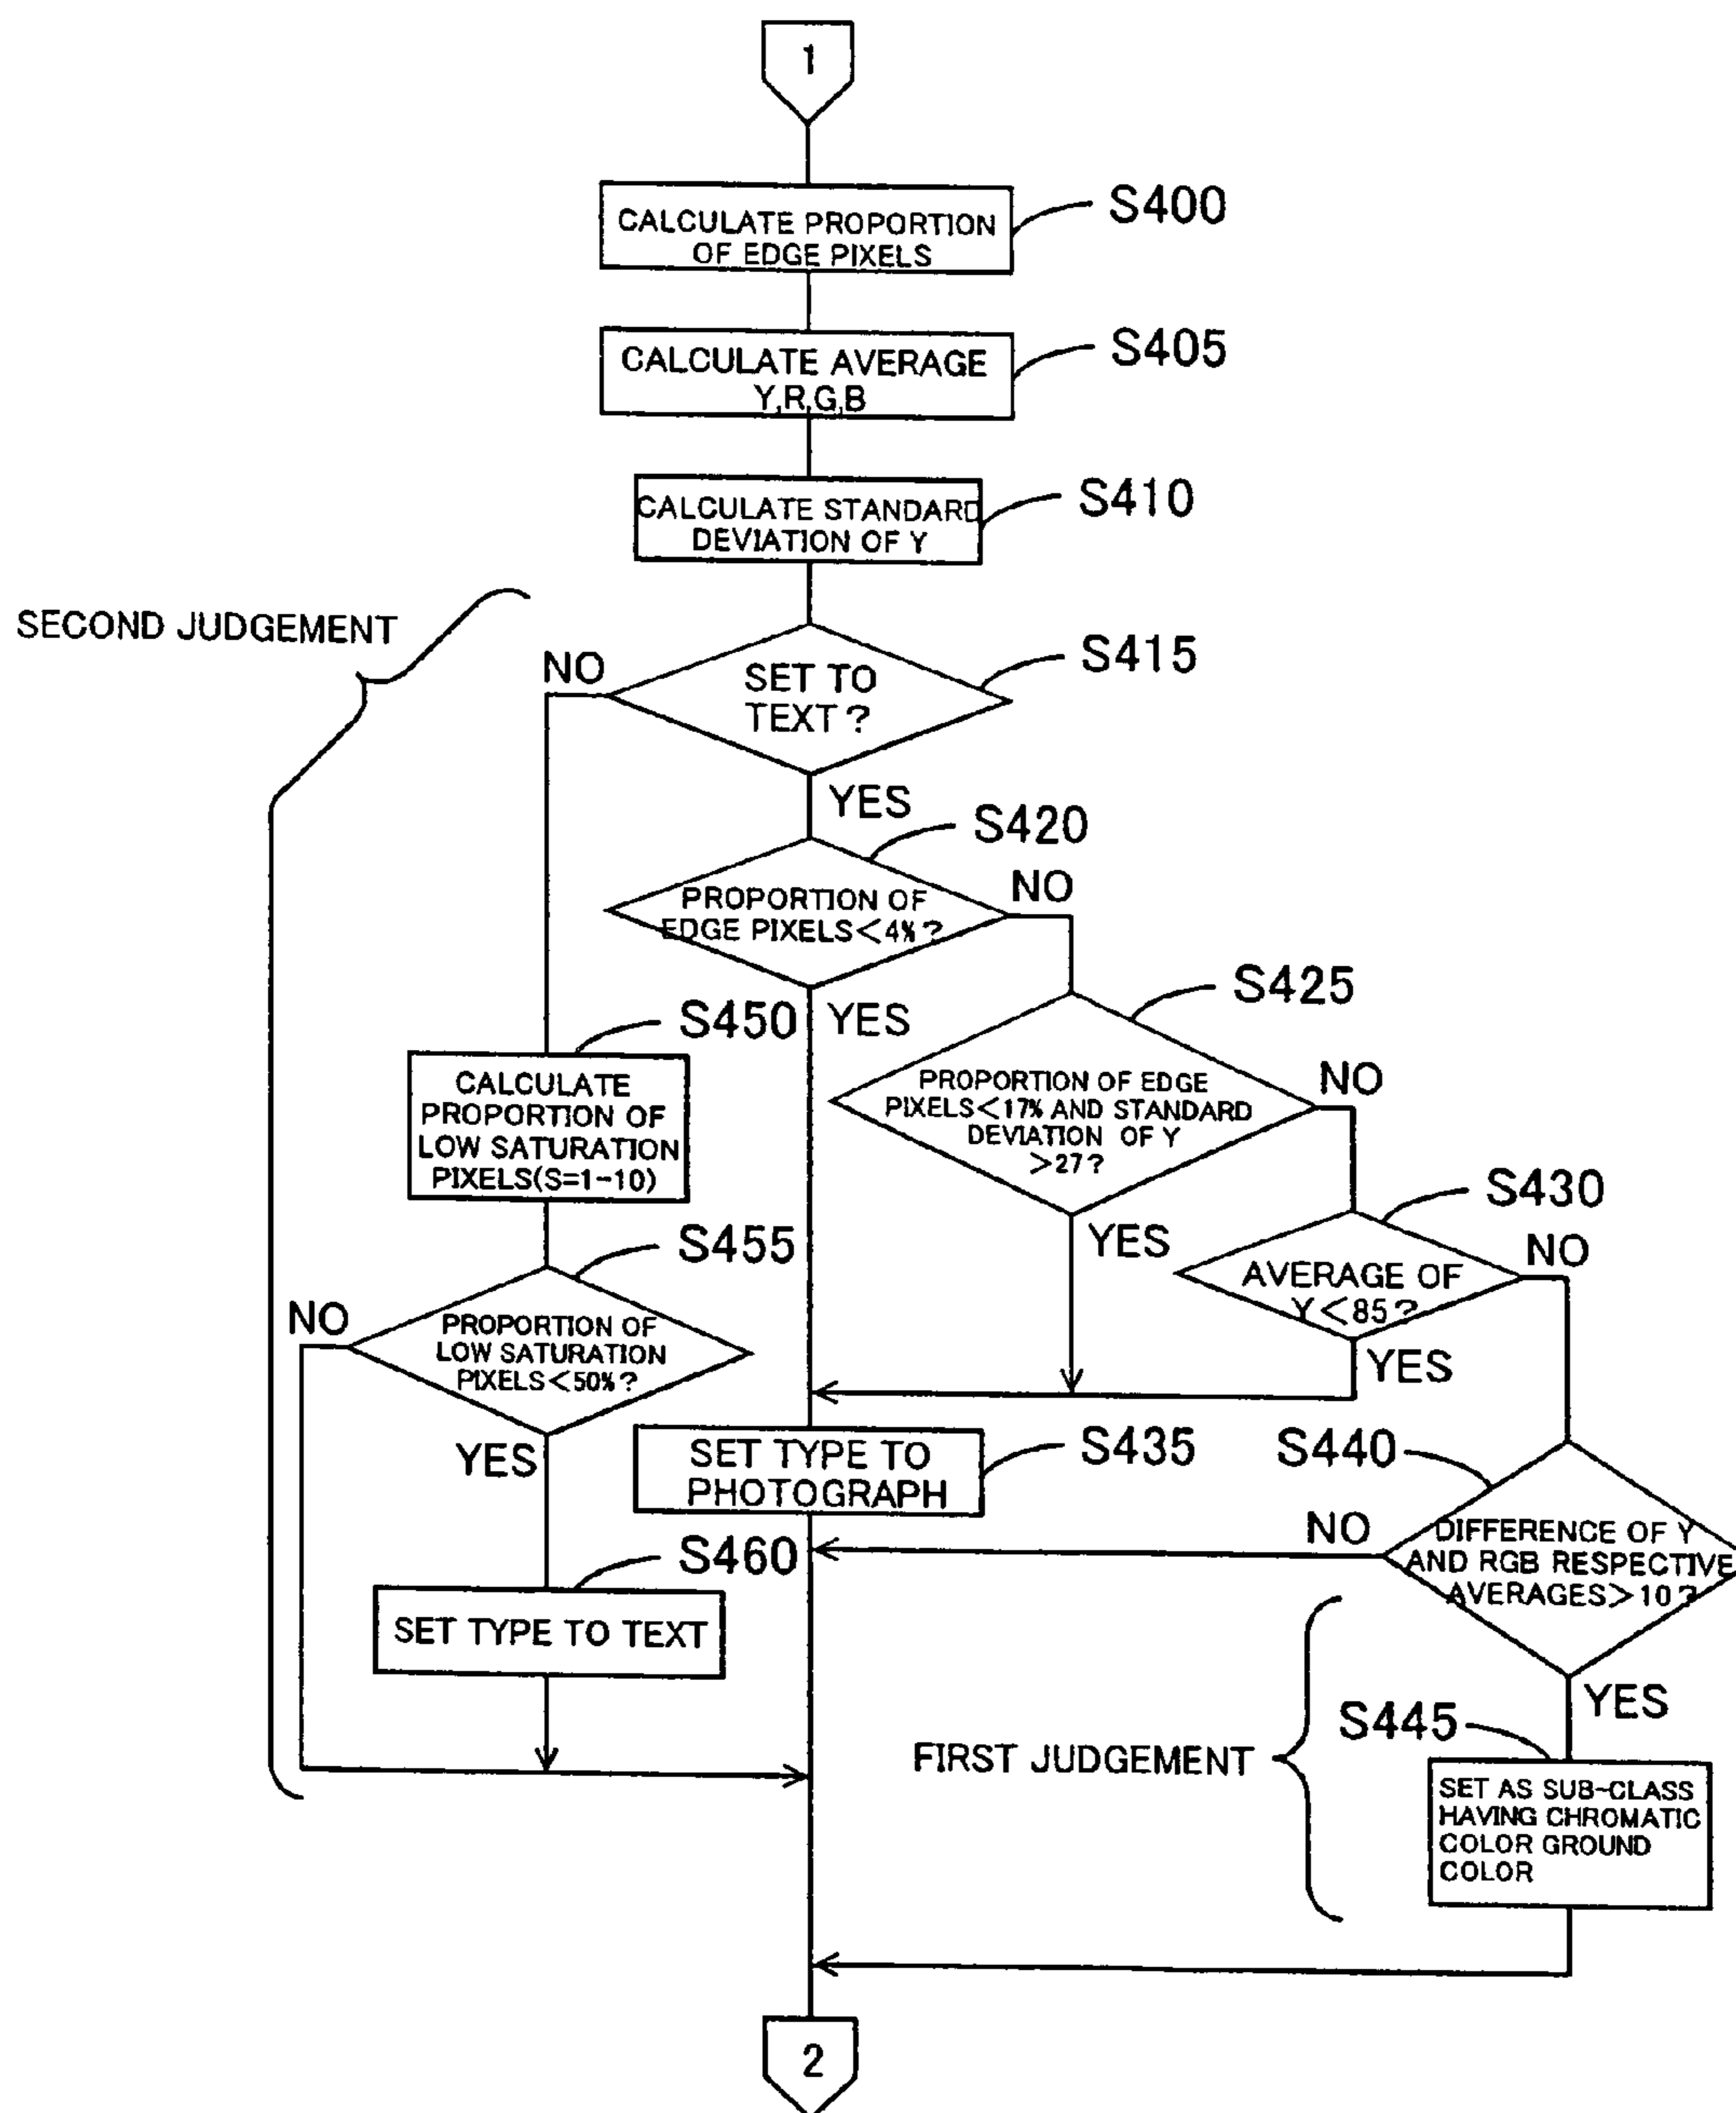 1
S400
CALCULATE PROPORTION
OF EDGE PIXELS
S405
CALCULATE AVERAGE
Y,R,G,B
S410
CALCULATE STANDARD
DEVIATION OF Y
SECOND JUDGEMENT
S415
NO
SET TO
TEXT?
YES
S420
PROPORTION OF
EDGE PIXELS<4%?
NO
YES
S425
PROPORTION OF EDGE
PIXELS<17% AND STANDARD
DEVIATION OF Y
>27?
NO
YES
S450
CALCULATE
PROPORTION OF
LOW SATURATION
PIXELS(S=1-10)
S430
AVERAGE OF
Y<85?
NO
YES
S455
NO
PROPORTION OF
LOW SATURATION
PIXELS<50%?
YES
S435
SET TYPE TO
PHOTOGRAPH
S440
NO
DIFFERENCE OF Y
AND RGB RESPECTIVE
AVERAGES>10?
YES
S460
SET TYPE TO TEXT
FIRST JUDGEMENT
S445
SET AS SUB-CLASS
HAVING CHROMATIC
COLOR GROUND
COLOR
2